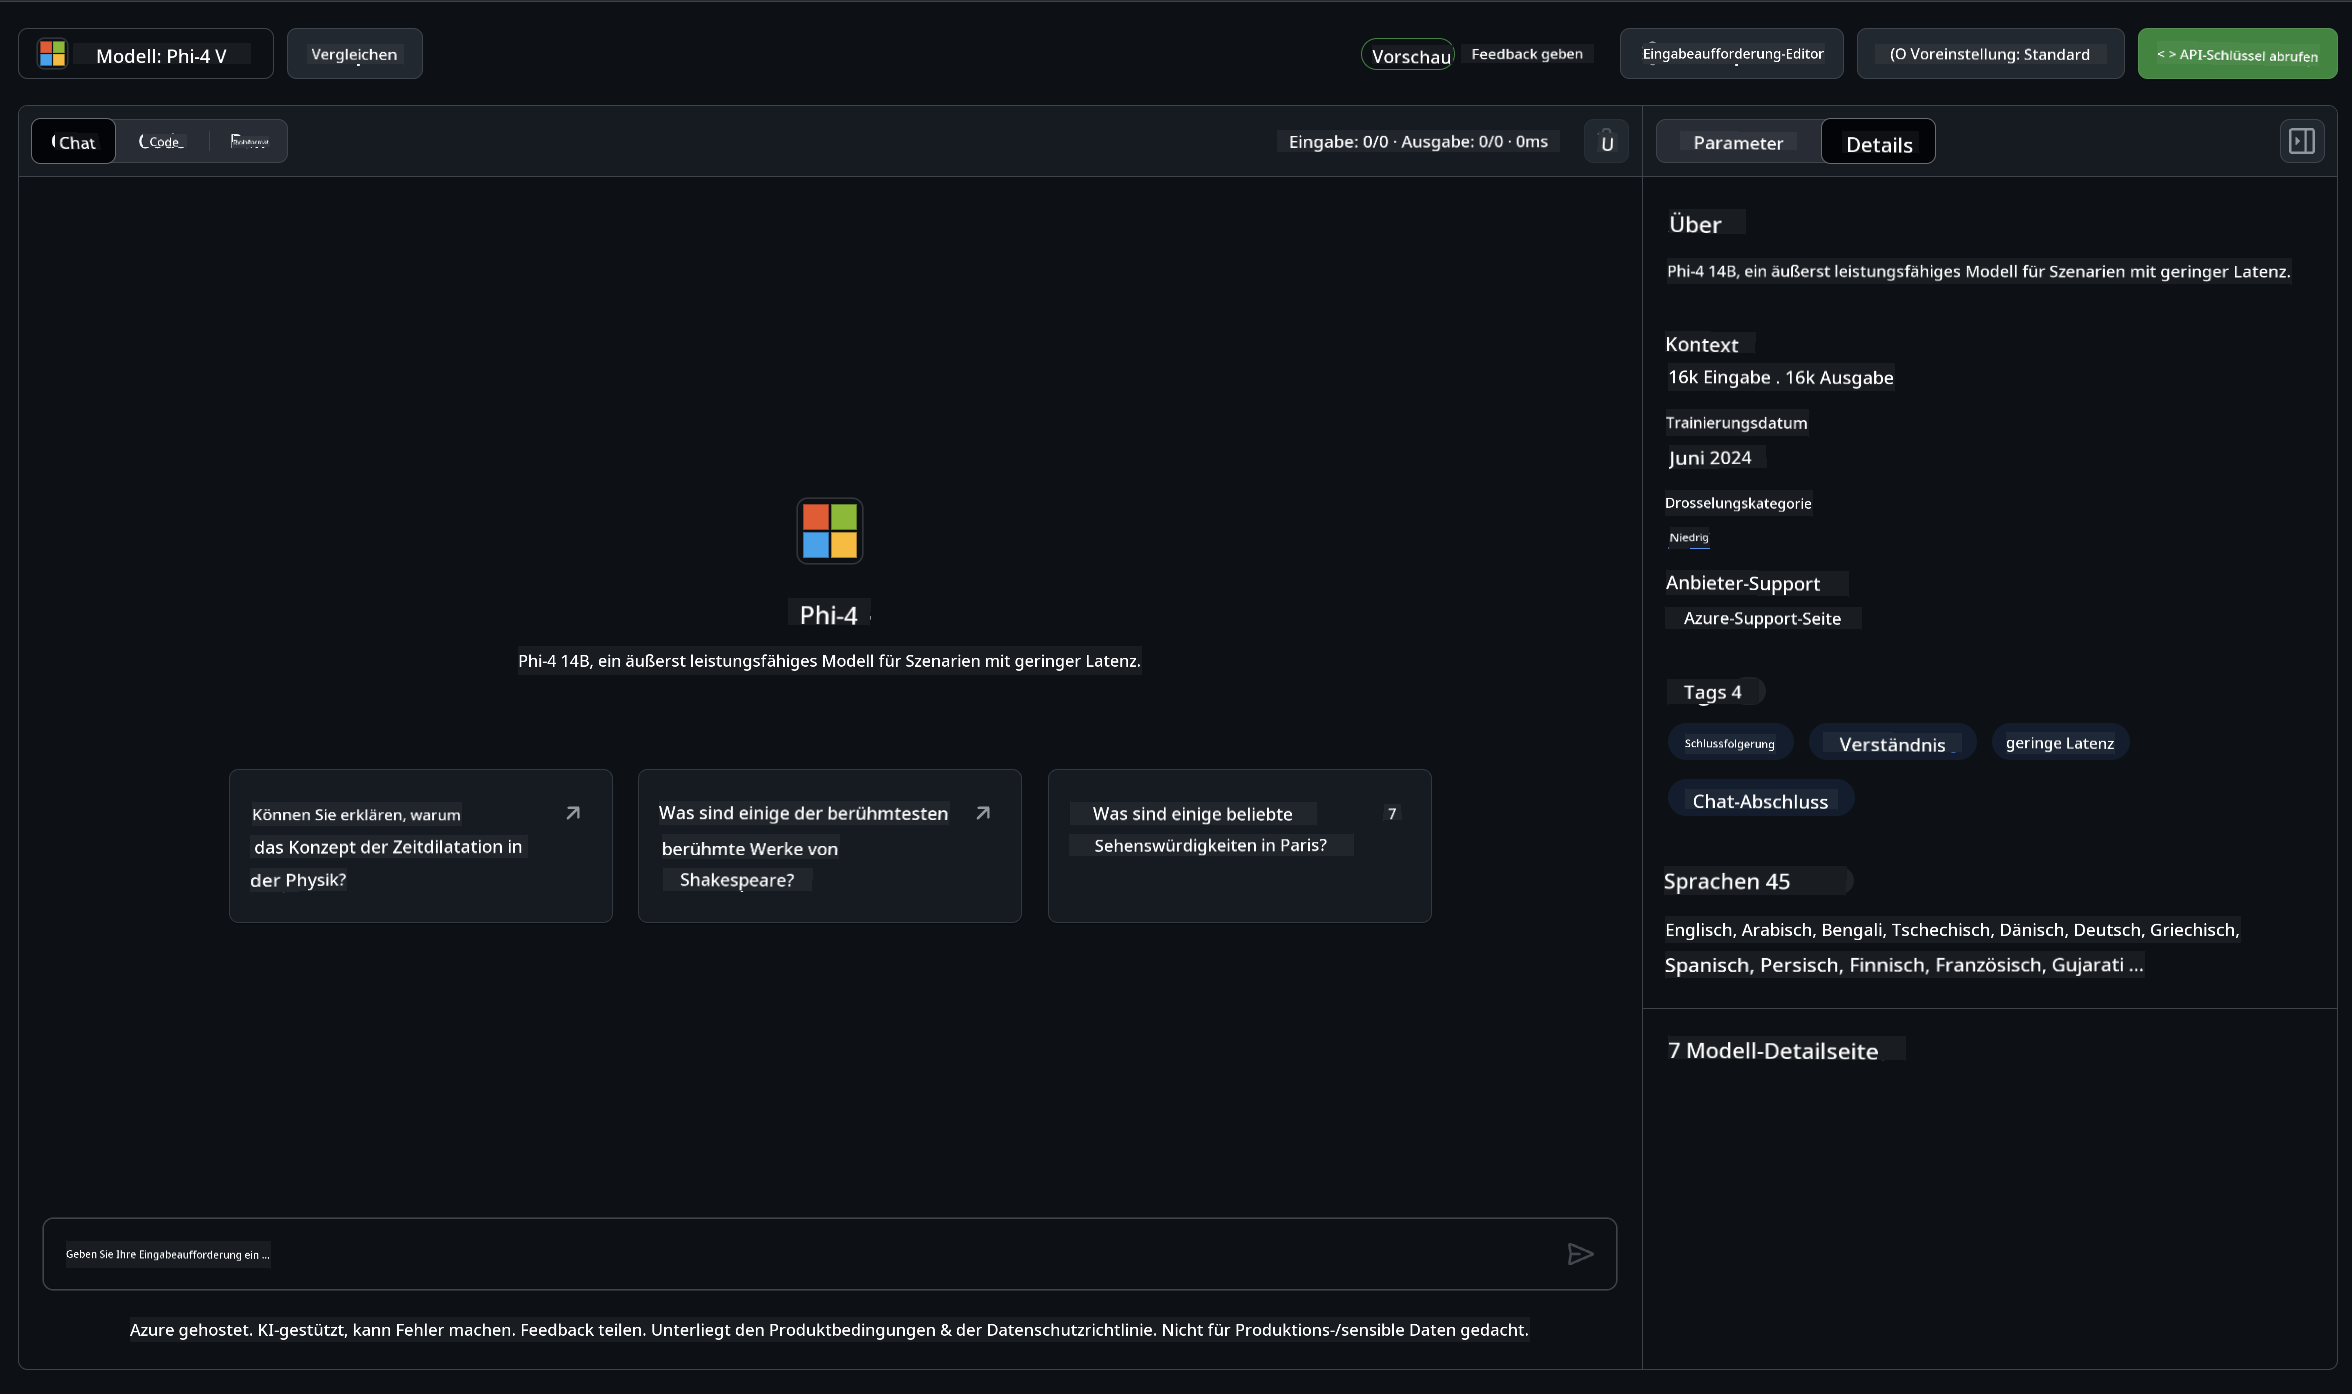 Modell: Phi-4 V
Vergleichen
Vorschau
Feedback geben
Eingabeaufforderung-Editor
(O Voreinstellung: Standard
< > API-Schlüssel abrufen
Chat
Code
Eingabe: 0/0 · Ausgabe: 0/0 · 0ms
U
Parameter
Details
Phi-4
Phi-4 14B, ein äußerst leistungsfähiges Modell für Szenarien mit geringer Latenz.
Können Sie erklären, warum
das Konzept der Zeitdilatation in
der Physik?
Was sind einige der berühmtesten
berühmte Werke von
Shakespeare?
Was sind einige beliebte
7
Sehenswürdigkeiten in Paris?
Geben Sie Ihre Eingabeaufforderung ein ...
Azure gehostet. KI-gestützt, kann Fehler machen. Feedback teilen. Unterliegt den Produktbedingungen & der Datenschutzrichtlinie. Nicht für Produktions-/sensible Daten gedacht.
Über
Phi-4 14B, ein äußerst leistungsfähiges Modell für Szenarien mit geringer Latenz.
Kontext
16k Eingabe . 16k Ausgabe
Trainierungsdatum
Juni 2024
Drosselungskategorie
Niedrig
Anbieter-Support
Azure-Support-Seite
Tags 4
Schlussfolgerung
Verständnis
geringe Latenz
Chat-Abschluss
Sprachen 45
Englisch, Arabisch, Bengali, Tschechisch, Dänisch, Deutsch, Griechisch,
Spanisch, Persisch, Finnisch, Französisch, Gujarati ...
7 Modell-Detailseite